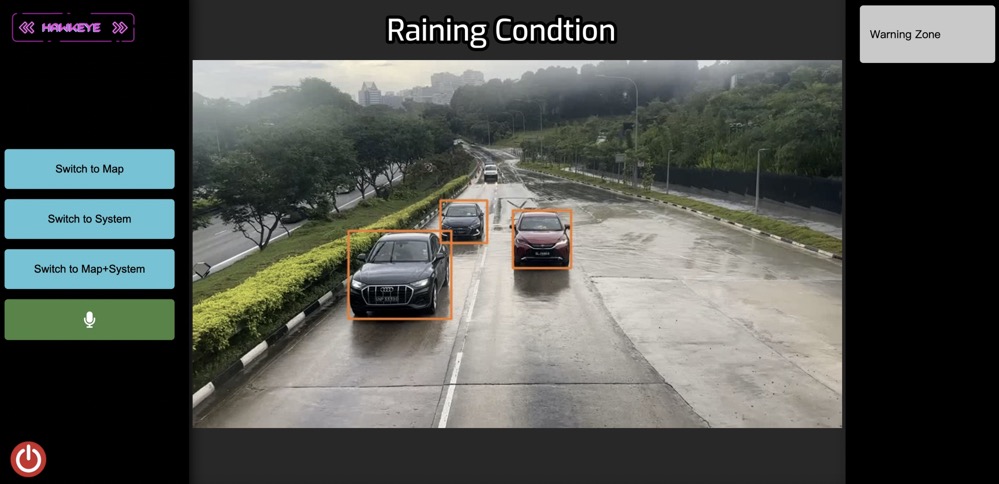 HAWKEYE
Raining Condtion
Warning Zone
Switch to Map
Switch to System
Switch to Map+System